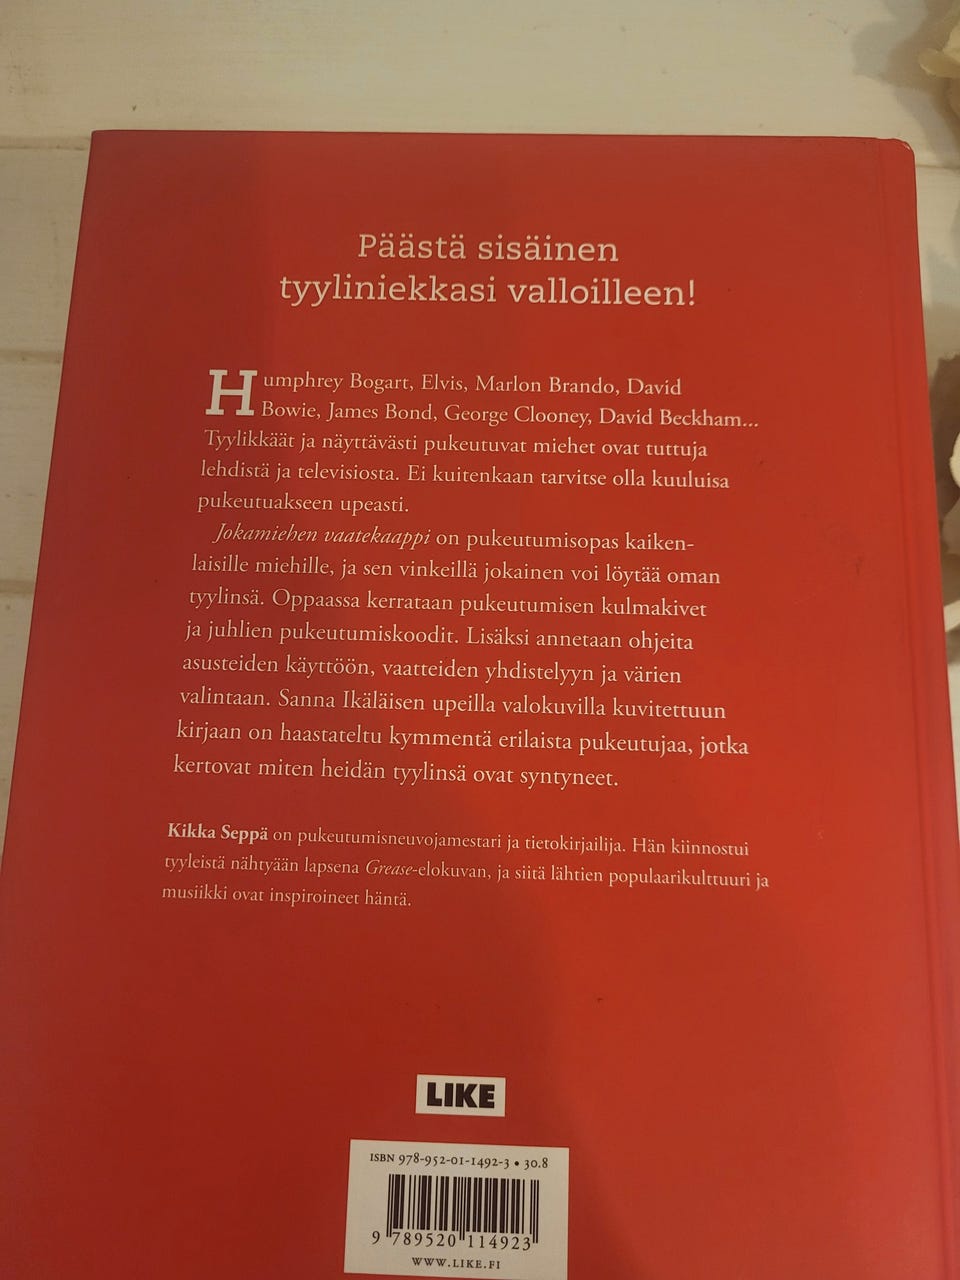 Päästä sisäinen
tyyliniekkasi valloilleen!
Humphrey Bogart, Elvis, Marlon Brando, David
Bowie, James Bond, George Clooney, David Beckham...
Tyylikkäät ja näyttävästi pukeutuvat miehet ovat tuttuja
lehdistä ja televisiosta. Ei kuitenkaan tarvitse olla kuuluisa
pukeutuakseen upeasti.
Jokamiehen vaatekaappi on pukeutumisopas kaiken-
laisille miehille, ja sen vinkeillä jokainen voi löytää oman
tyylinsä. Oppaassa kerrataan pukeutumisen kulmakivet
ja juhlien pukeutumiskoodit. Lisäksi annetaan ohjeita
asusteiden käyttöön, vaatteiden yhdistelyyn ja värien
valintaan. Sanna Ikäläisen upeilla valokuvilla kuvitettuun
kirjaan on haastateltu kymmentä erilaista pukeutujaa, jotka
kertovat miten heidän tyylinsä ovat syntyneet.
Kikka Seppä on pukeutumisneuvojamestari ja tietokirjailija. Hän kiinnostui
tyyleistä nähtyään lapsena Grease-elokuvan, ja siitä lähtien populaarikulttuuri ja
musiikki ovat inspiroineet häntä.
LIKE
ISBN 978-952-01-1492-3 • 30.8
9 789520 114923
WWW.LIKE.FI